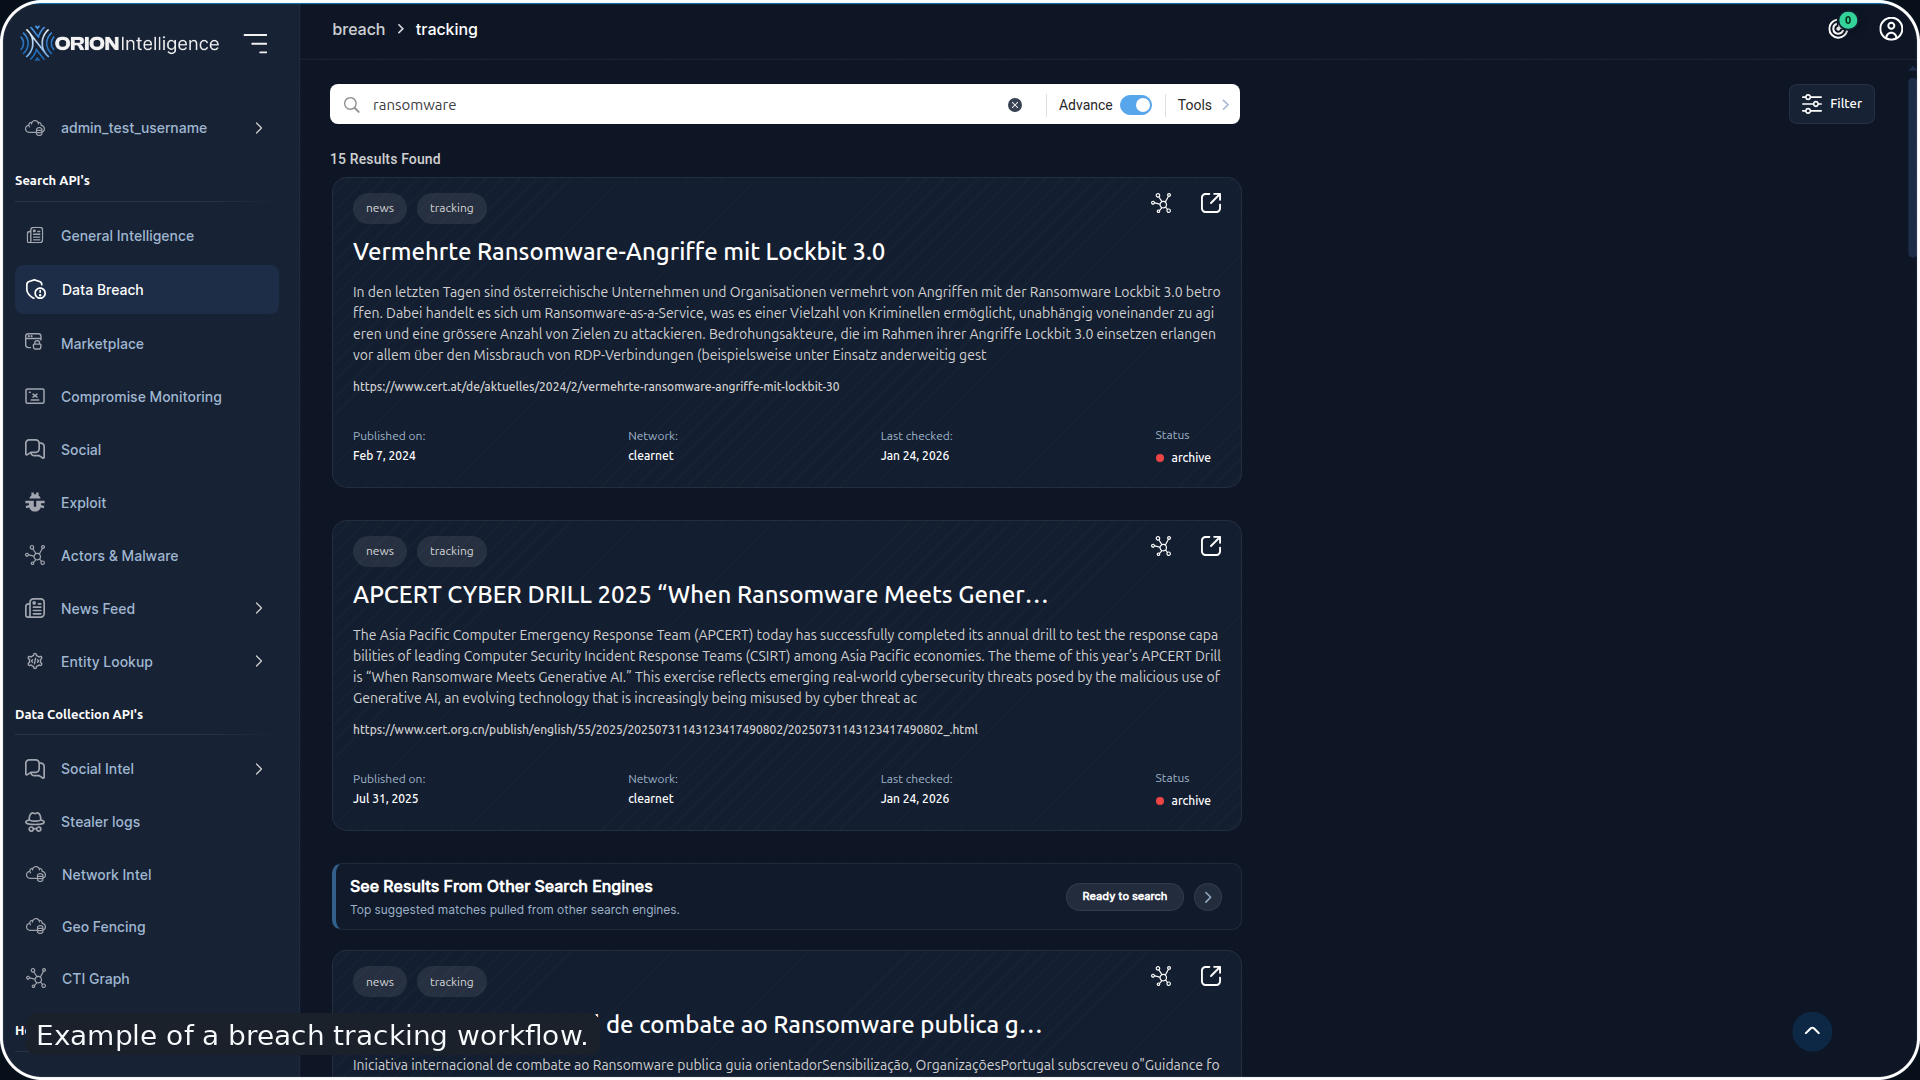 ORION Intelligence
admin_test_username
Search API's
General Intelligence
Data Breach
Marketplace
Compromise Monitoring
Social
Exploit
Actors & Malware
News Feed
Entity Lookup
Data Collection API's
Social Intel
Stealer logs
Network Intel
Geo Fencing
CTI Graph
breach > tracking
0
ransomware
Advance
Tools
Filter
15 Results Found
news
tracking
Vermehrte Ransomware-Angriffe mit Lockbit 3.0
In den letzten Tagen sind österreichische Unternehmen und Organisationen vermehrt von Angriffen mit der Ransomware Lockbit 3.0 betro
ffen. Dabei handelt es sich um Ransomware-as-a-Service, was es einer Vielzahl von Kriminellen ermöglicht, unabhängig voneinander zu agi
eren und eine grössere Anzahl von Zielen zu attackieren. Bedrohungsakteure, die im Rahmen ihrer Angriffe Lockbit 3.0 einsetzen erlangen
vor allem über den Missbrauch von RDP-Verbindungen (beispielsweise unter Einsatz anderweitig gest
https://www.cert.at/de/aktuelles/2024/2/vermehrte-ransomware-angriffe-mit-lockbit-30
Published on: Network: Last checked: Status
Feb 7, 2024 clearnet Jan 24, 2026 archive
news
tracking
APCERT CYBER DRILL 2025 “When Ransomware Meets Gener…
The Asia Pacific Computer Emergency Response Team (APCERT) today has successfully completed its annual drill to test the response capa
bilities of leading Computer Security Incident Response Teams (CSIRT) among Asia Pacific economies. The theme of this year’s APCERT Drill
is “When Ransomware Meets Generative AI.” This exercise reflects emerging real-world cybersecurity threats posed by the malicious use of
Generative AI, an evolving technology that is increasingly being misused by cyber threat ac
https://www.cert.org.cn/publish/english/55/2025/20250731143123417490802/20250731143123417490802_.html
Published on: Network: Last checked: Status
Jul 31, 2025 clearnet Jan 24, 2026 archive
See Results From Other Search Engines
Top suggested matches pulled from other search engines.
Ready to search
news
tracking
de combate ao Ransomware publica g…
Iniciativa internacional de combate ao Ransomware publica guia orientadorSensibilização, OrganizaçõesPortugal subscreveu o"Guidance fo
Example of a breach tracking workflow.